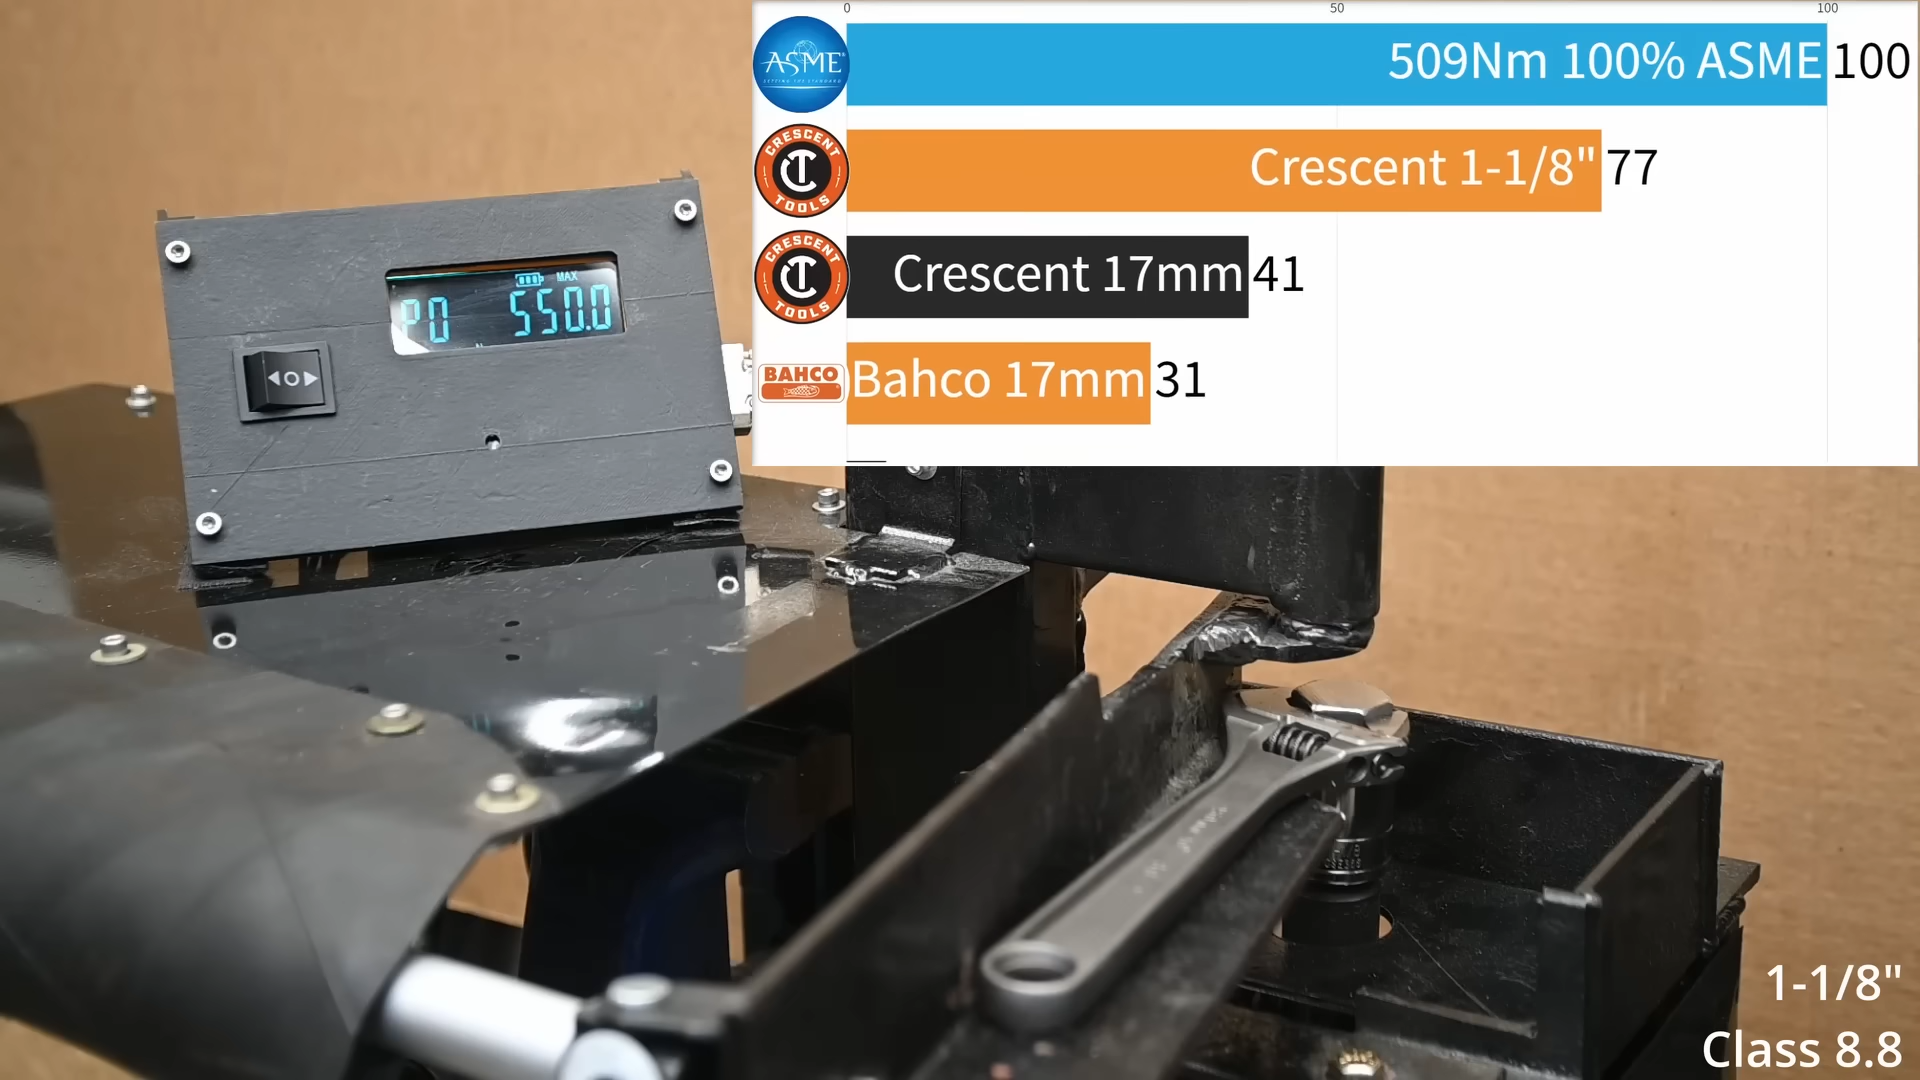 0 50 100
ASME
509Nm 100% ASME 100
CRESCENT
TOOLS
Crescent 1-1/8" 77
CRESCENT
TOOLS
Crescent 17mm 41
BAHCO
Bahco 17mm 31
MAX
P0 550.0
1-1/8"
Class 8.8